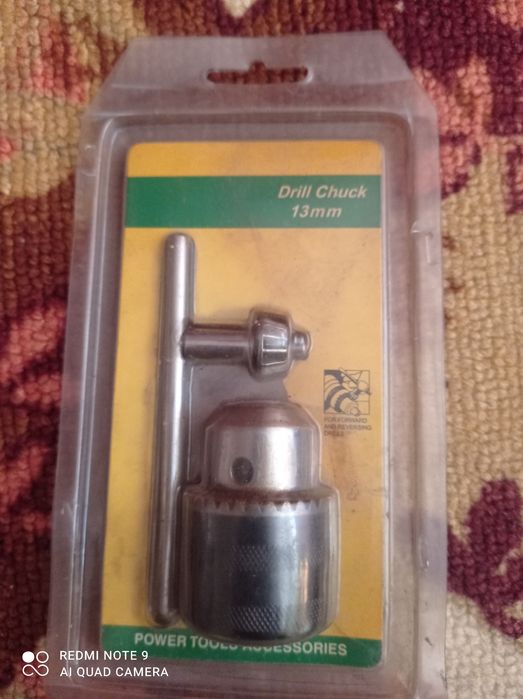 Drill Chuck
13mm
FOR FORWARD
AND REVERSING
DRILLS
POWER TOOLS ACCESSORIES
REDMI NOTE 9
AI QUAD CAMERA